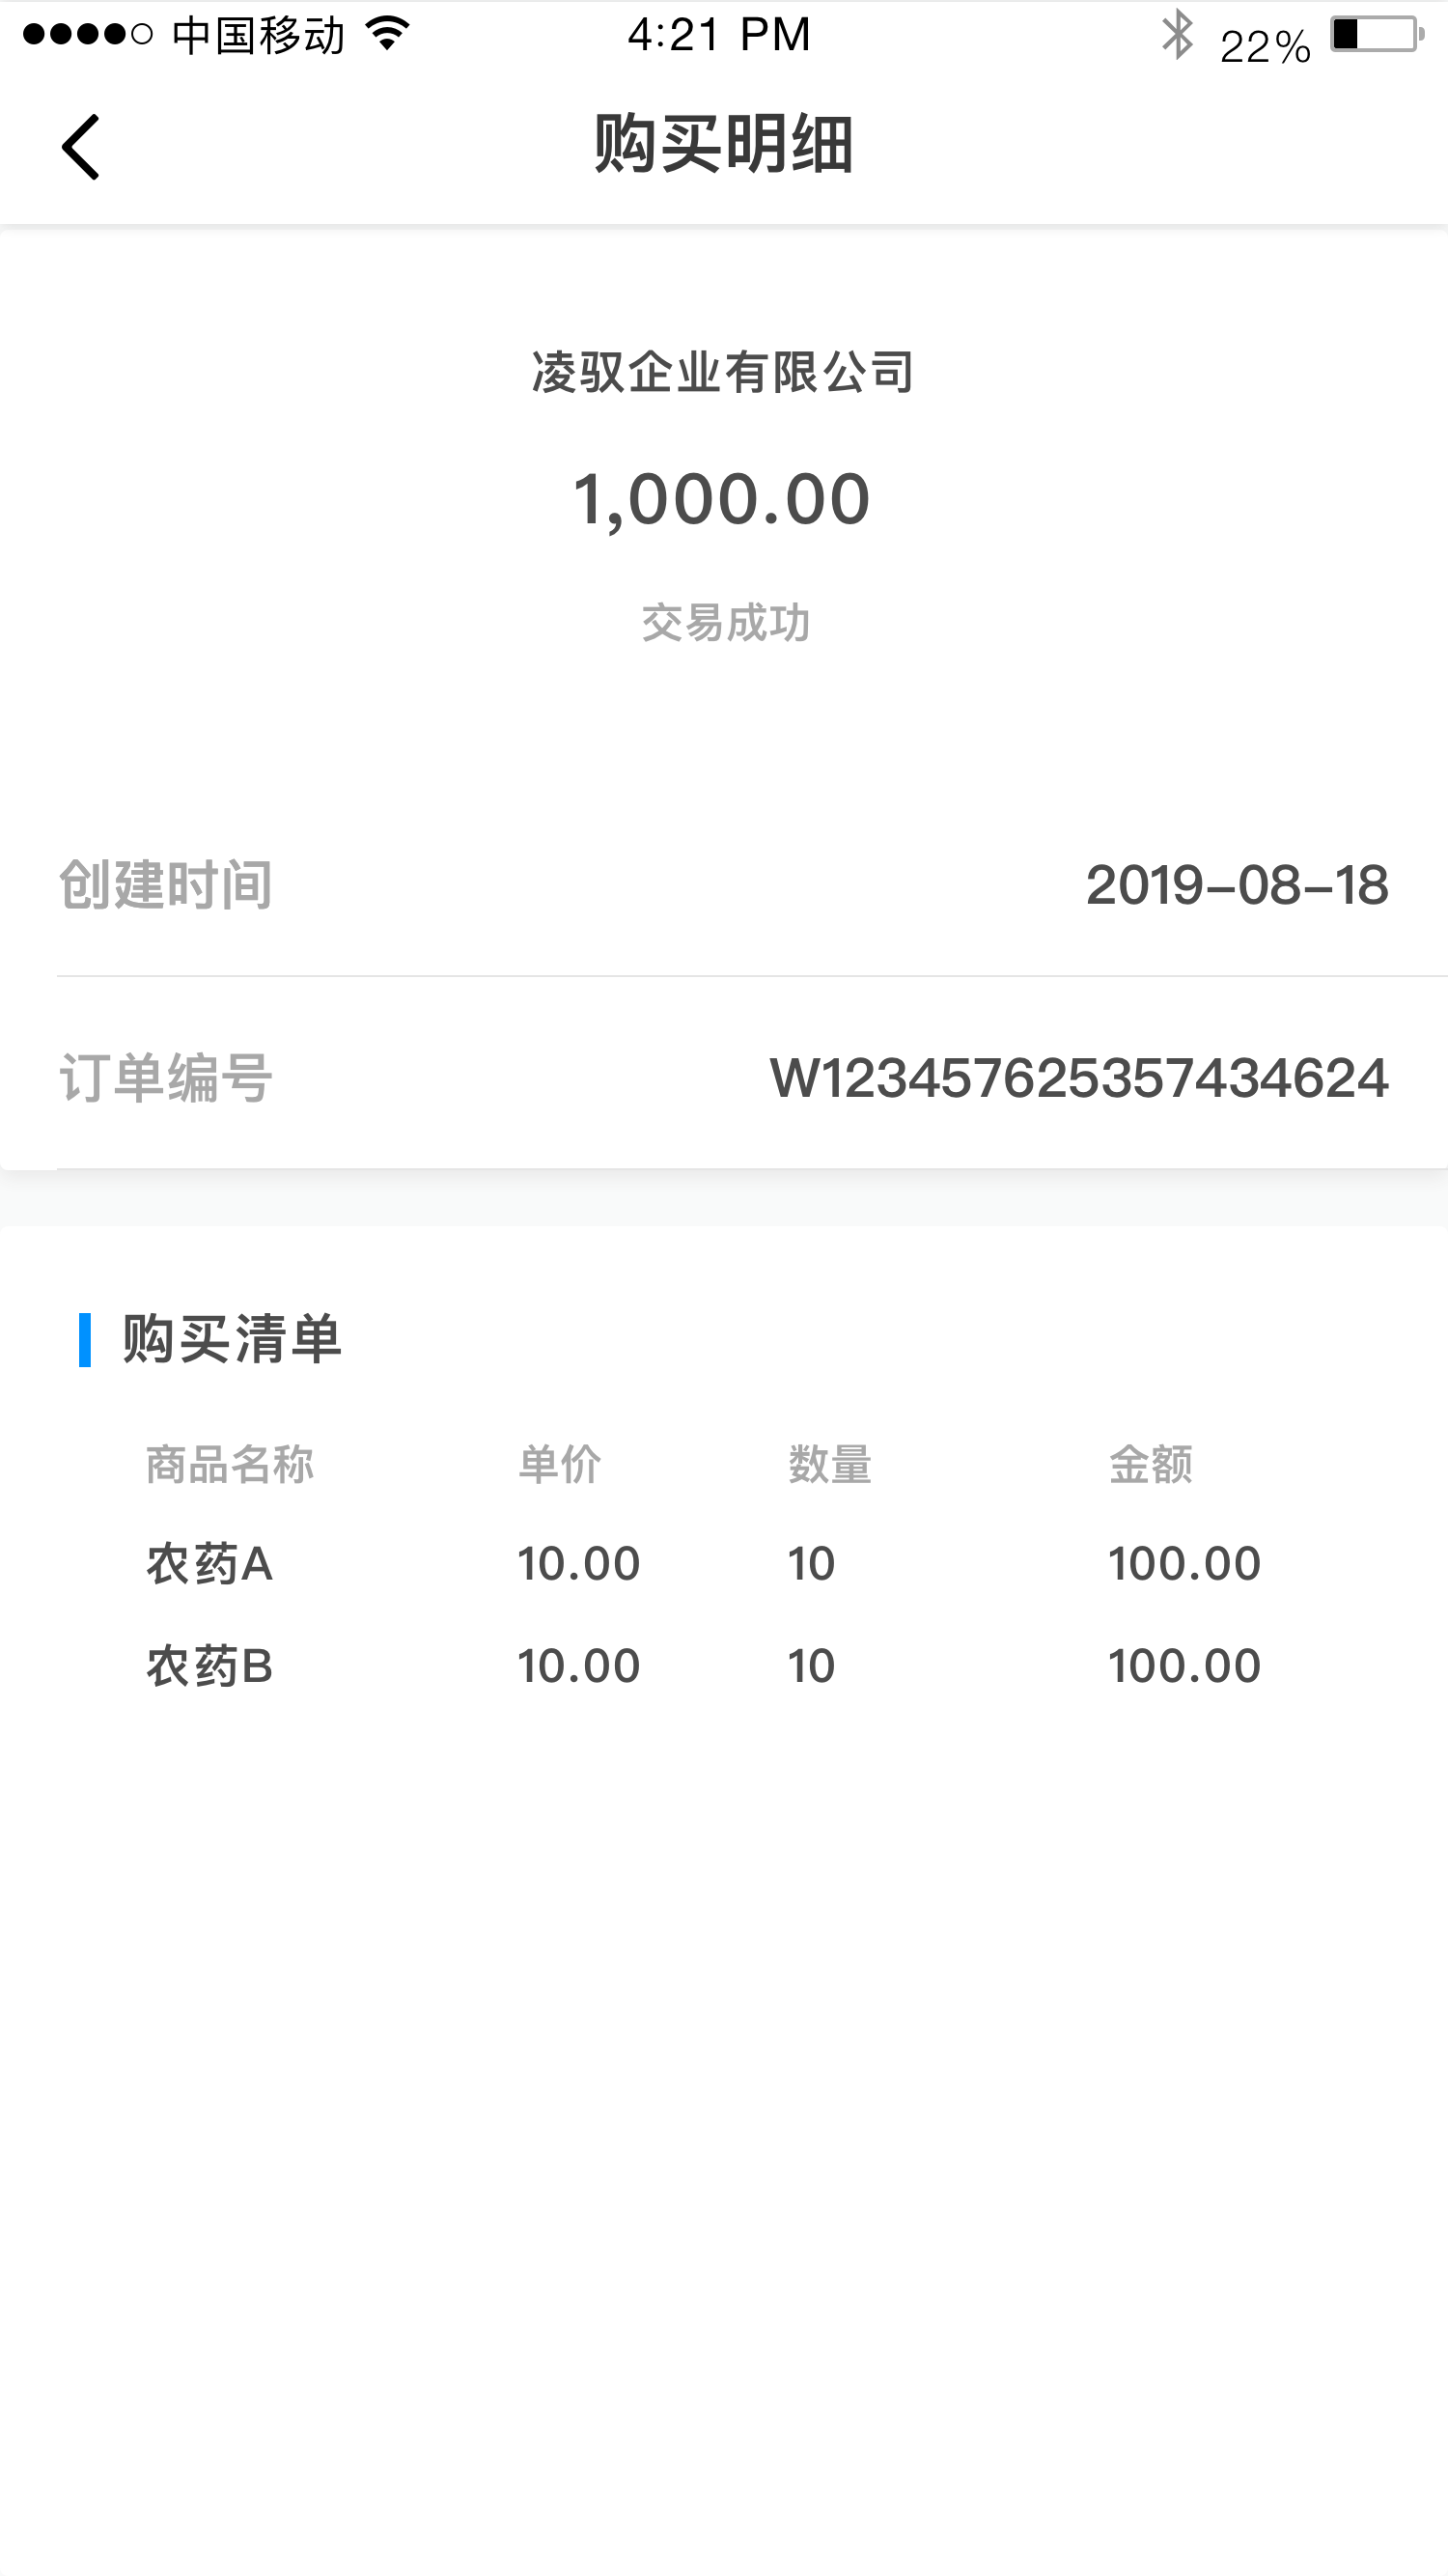 中国移动 4:21 PM 22%
购买明细
凌驭企业有限公司
1,000.00
交易成功
创建时间 2019-08-18
订单编号 W123457625357434624
购买清单
商品名称 单价 数量 金额
农药A 10.00 10 100.00
农药B 10.00 10 100.00